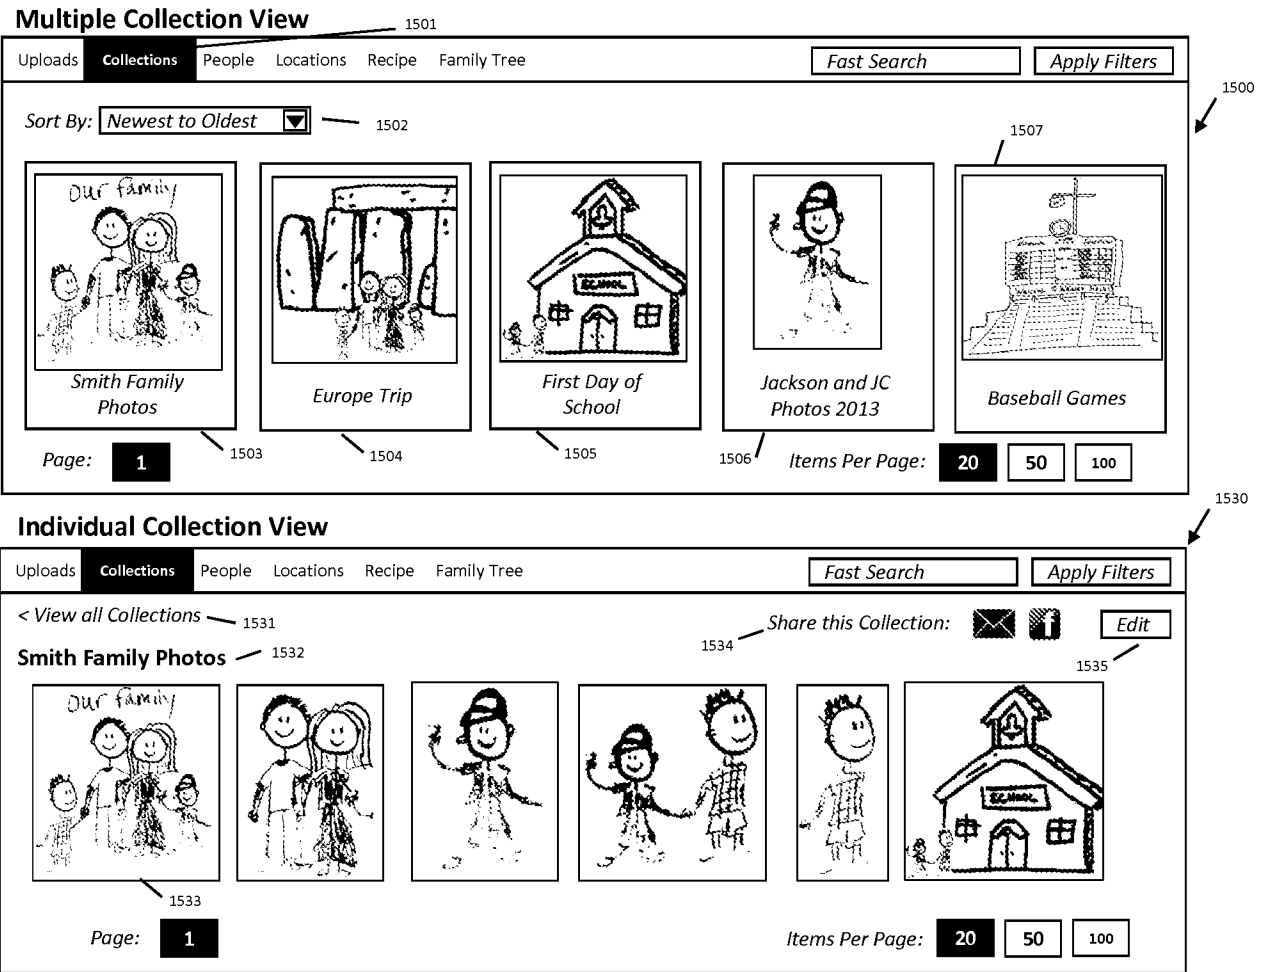 Multiple Collection View
1501
Uploads Collections People Locations Recipe Family Tree Fast Search Apply Filters
1500
Sort By: Newest to Oldest 1502
1507
Our family
SCHOOL
Smith Family
Photos
Europe Trip
First Day of
School
Jackson and JC
Photos 2013
Baseball Games
1503 1504 1505 1506
Page: 1 Items Per Page: 20 50 100
1530
Individual Collection View
Uploads Collections People Locations Recipe Family Tree Fast Search Apply Filters
< View all Collections 1531 1534 Share this Collection: f Edit
Smith Family Photos 1532 1535
Our family
SCHOOL
1533
Page: 1 Items Per Page: 20 50 100